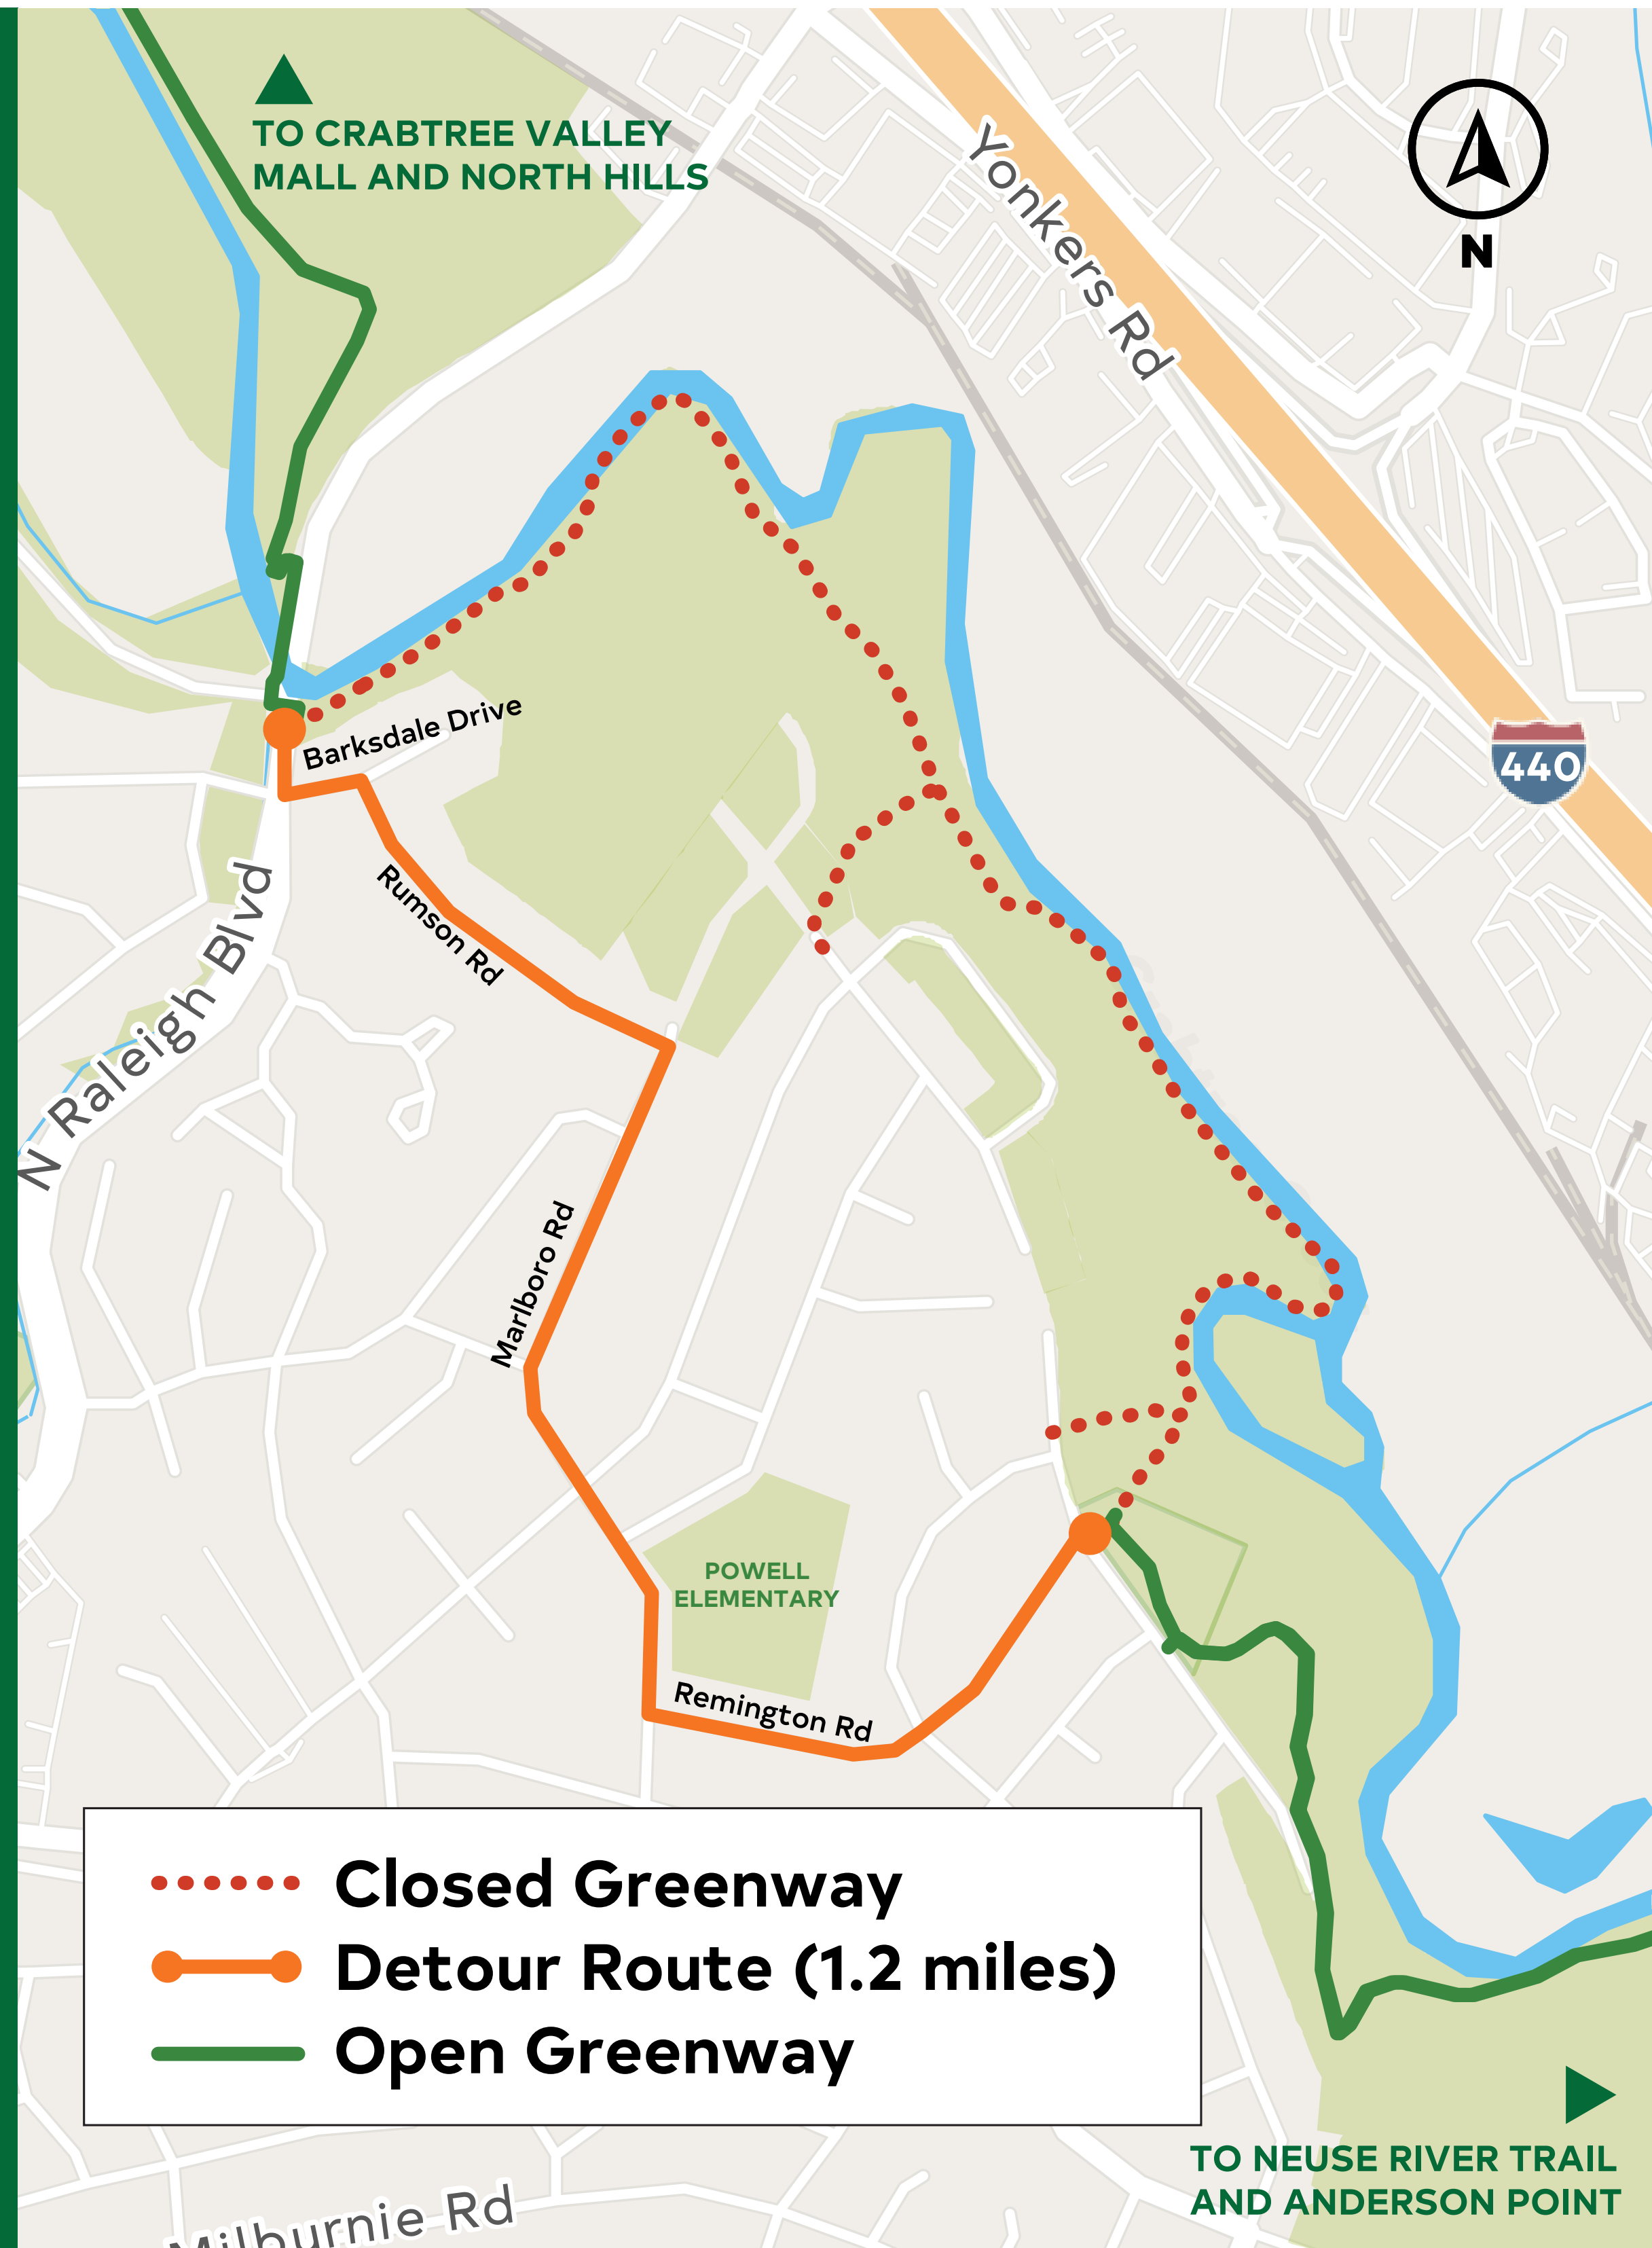 TO CRABTREE VALLEY
MALL AND NORTH HILLS
Yonkers Rd
N
440
Barksdale Drive
Rumson Rd
N Raleigh Blvd
Marlboro Rd
POWELL
ELEMENTARY
Remington Rd
Closed Greenway
Detour Route (1.2 miles)
Open Greenway
TO NEUSE RIVER TRAIL
AND ANDERSON POINT
Milburnie Rd